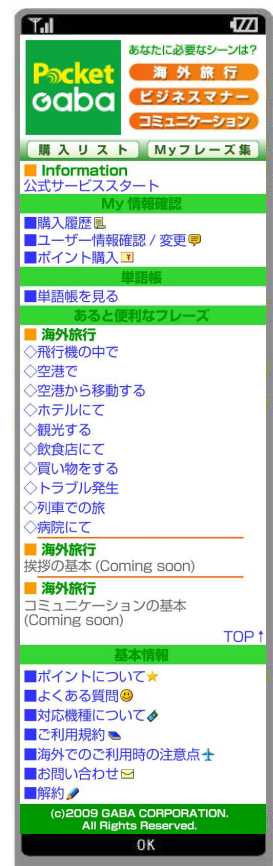 あなたに必要なシーンは?
Pocket
Gaba
海外旅行
ビジネスマナー
コミュニケーション
購入リスト
Myフレーズ集
Information
公式サービススタート
My 情報確認
購入履歴
ユーザー情報確認 / 変更
ポイント購入
単語帳
単語帳を見る
あると便利なフレーズ
海外旅行
◇飛行機の中で
◇空港で
◇空港から移動する
◇ホテルにて
◇観光する
◇飲食店にて
◇買い物をする
◇トラブル発生
◇列車での旅
◇病院にて
海外旅行
挨拶の基本 (Coming soon)
海外旅行
コミュニケーションの基本
(Coming soon)
TOP↑
基本情報
ポイントについて
よくある質問
対応機種について
ご利用規約
海外でのご利用時の注意点
お問い合わせ
解約
(c)2009 GABA CORPORATION.
All Rights Reserved.
OK